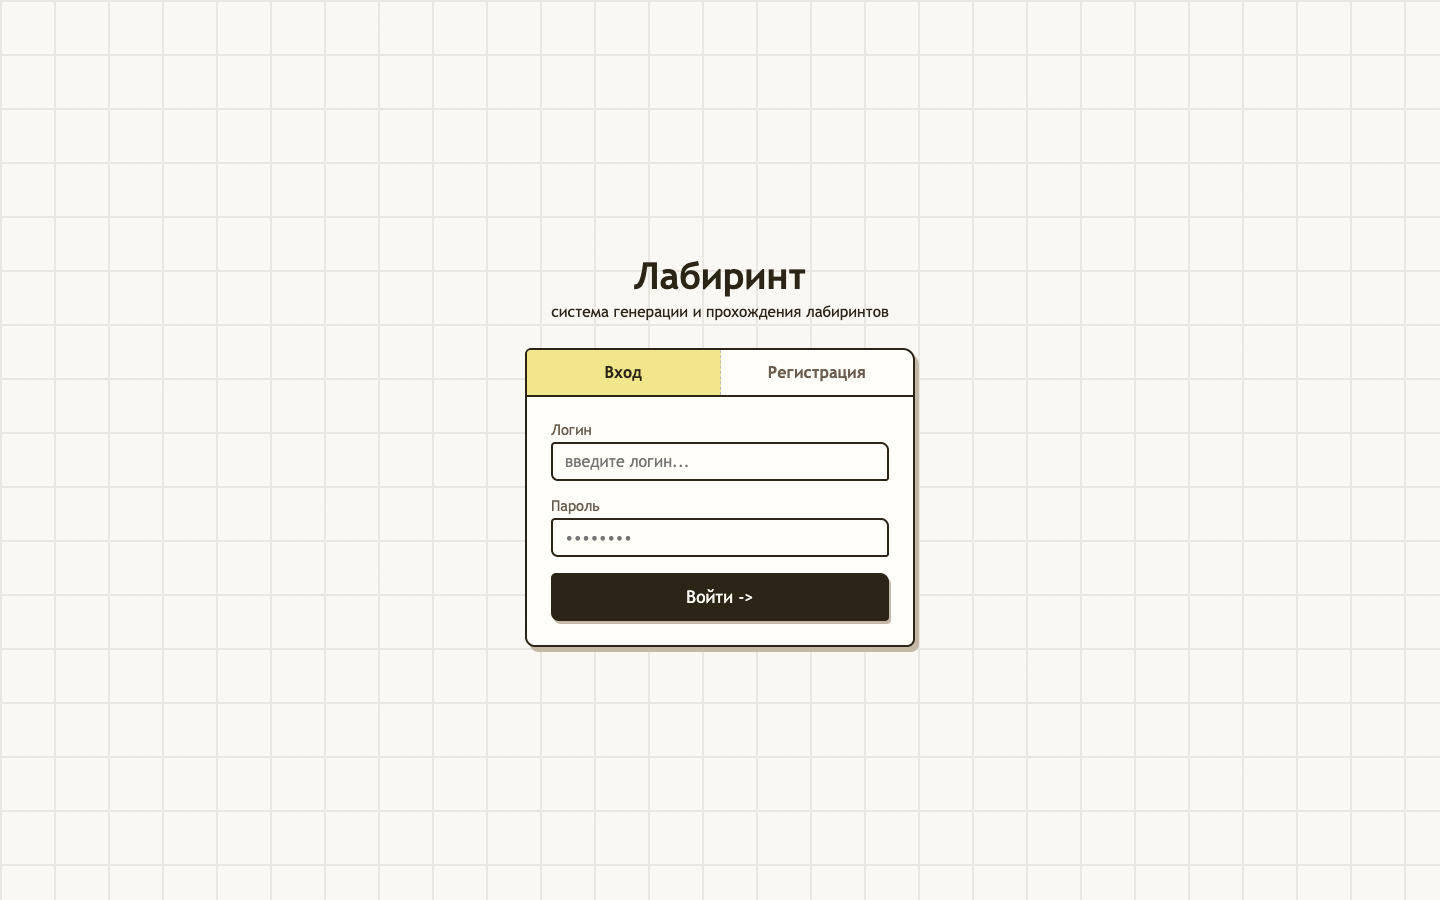 Лабиринт
система генерации и прохождения лабиринтов
Вход
Регистрация
Логин
введите логин...
Пароль
••••••••
Войти ->